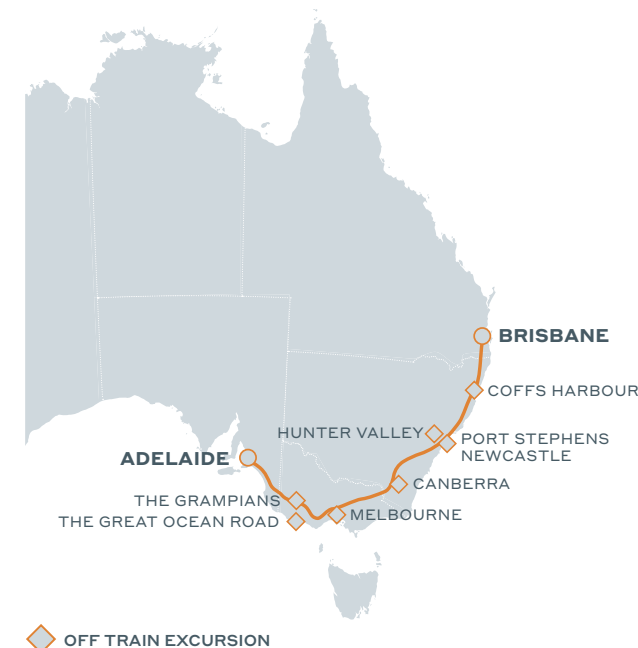 BRISBANE
COFFS HARBOUR
HUNTER VALLEY
PORT STEPHENS
NEWCASTLE
ADELAIDE
CANBERRA
THE GRAMPIANS
MELBOURNE
THE GREAT OCEAN ROAD
OFF TRAIN EXCURSION